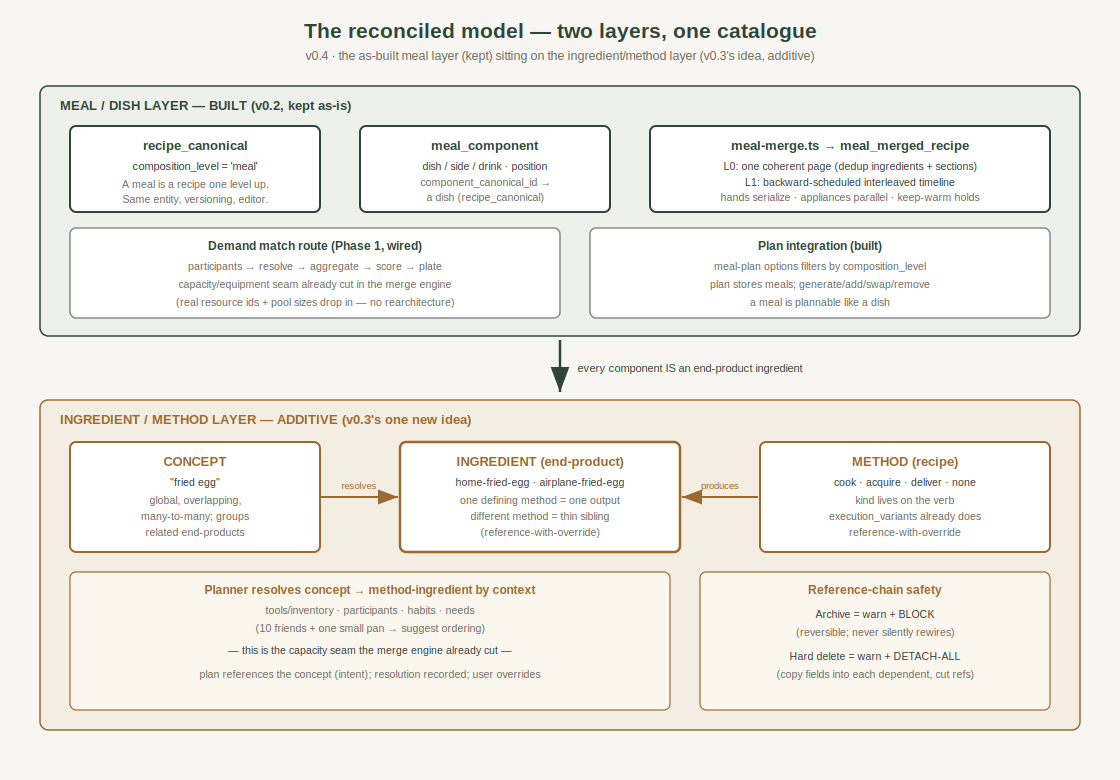 The reconciled model — two layers, one catalogue
v0.4 · the as-built meal layer (kept) sitting on the ingredient/method layer (v0.3's idea, additive)
MEAL / DISH LAYER — BUILT (v0.2, kept as-is)
recipe_canonical
composition_level = 'meal'
A meal is a recipe one level up.
Same entity, versioning, editor.
meal_component
dish / side / drink · position
component_canonical_id →
a dish (recipe_canonical)
meal-merge.ts → meal_merged_recipe
L0: one coherent page (dedup ingredients + sections)
L1: backward-scheduled interleaved timeline
hands serialize · appliances parallel · keep-warm holds
Demand match route (Phase 1, wired)
participants → resolve → aggregate → score → plate
capacity/equipment seam already cut in the merge engine
(real resource ids + pool sizes drop in — no rearchitecture)
Plan integration (built)
meal-plan options filters by composition_level
plan stores meals; generate/add/swap/remove
a meal is plannable like a dish
every component IS an end-product ingredient
INGREDIENT / METHOD LAYER — ADDITIVE (v0.3's one new idea)
CONCEPT
"fried egg"
global, overlapping,
many-to-many; groups
related end-products
resolves
INGREDIENT (end-product)
home-fried-egg · airplane-fried-egg
one defining method = one output
different method = thin sibling
(reference-with-override)
produces
METHOD (recipe)
cook · acquire · deliver · none
kind lives on the verb
execution_variants already does
reference-with-override
Planner resolves concept → method-ingredient by context
tools/inventory · participants · habits · needs
(10 friends + one small pan → suggest ordering)
— this is the capacity seam the merge engine already cut —
plan references the concept (intent); resolution recorded; user overrides
Reference-chain safety
Archive = warn + BLOCK
(reversible; never silently rewires)
Hard delete = warn + DETACH-ALL
(copy fields into each dependent, cut refs)